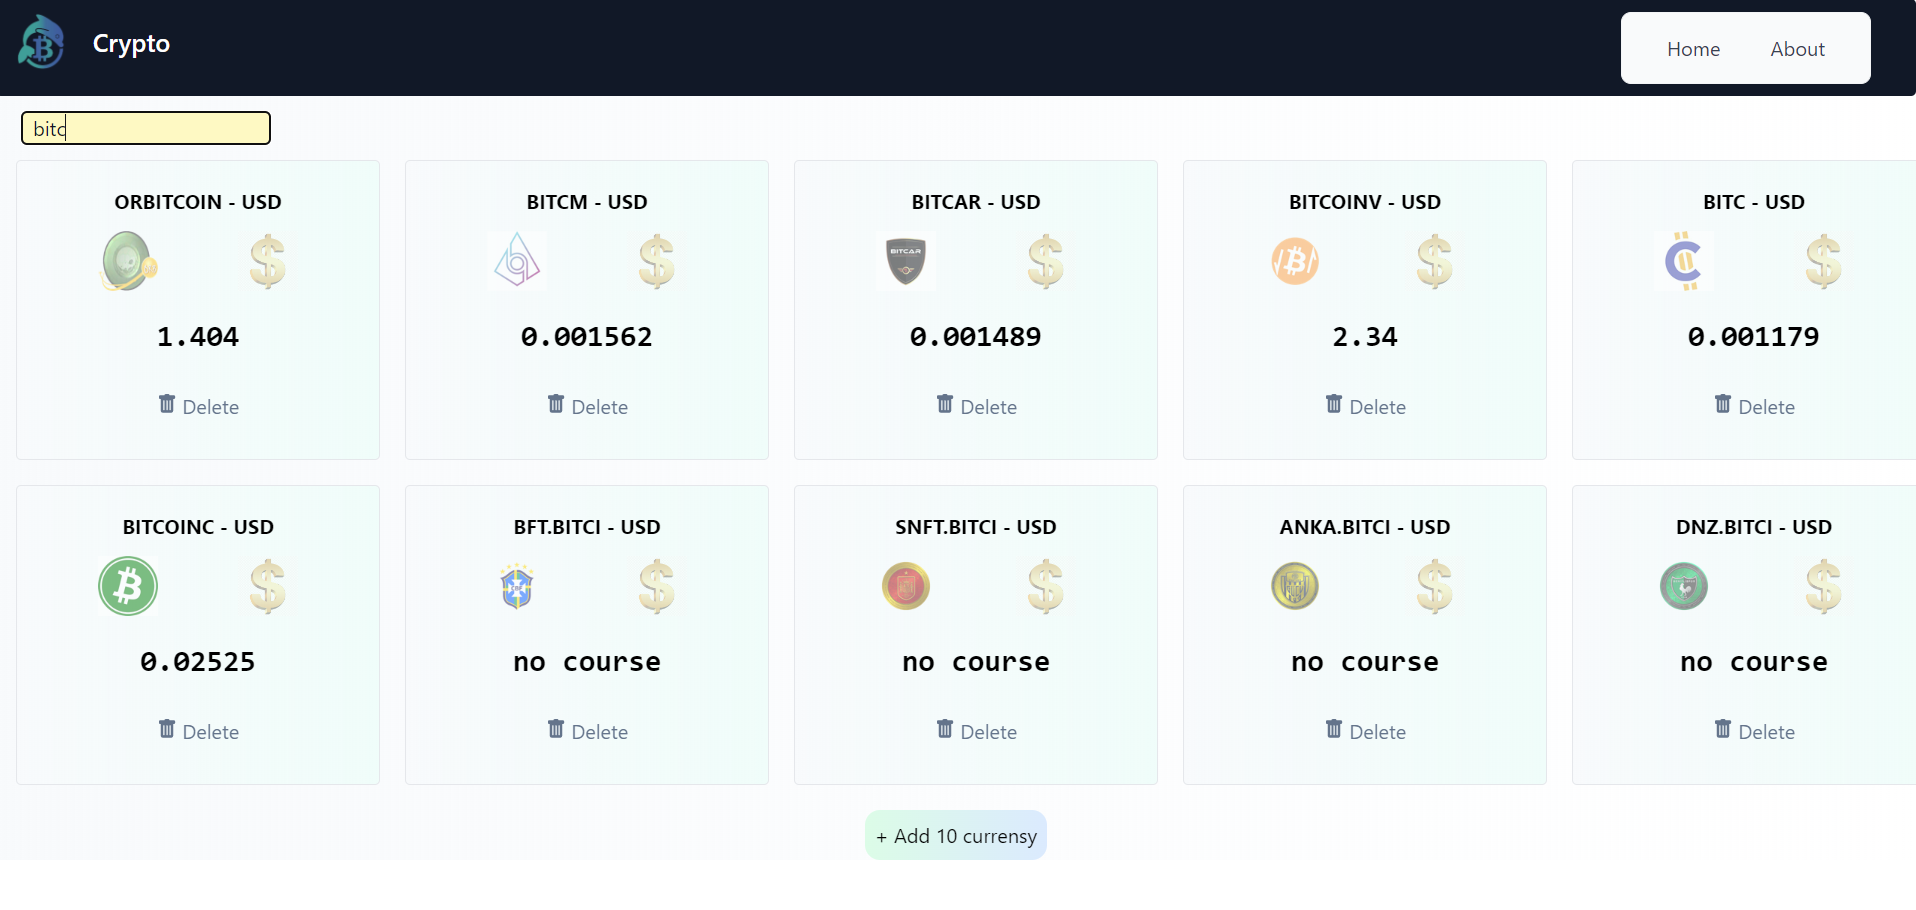 Crypto
Home About
bitc
ORBITCOIN - USD
1.404
Delete
BITCM - USD
0.001562
Delete
BITCAR - USD
BITCAR
0.001489
Delete
BITCOINV - USD
2.34
Delete
BITC - USD
0.001179
Delete
BITCOINC - USD
0.02525
Delete
BFT.BITCI - USD
CBF
no course
Delete
SNFT.BITCI - USD
no course
Delete
ANKA.BITCI - USD
no course
Delete
DNZ.BITCI - USD
no course
Delete
+ Add 10 currensy